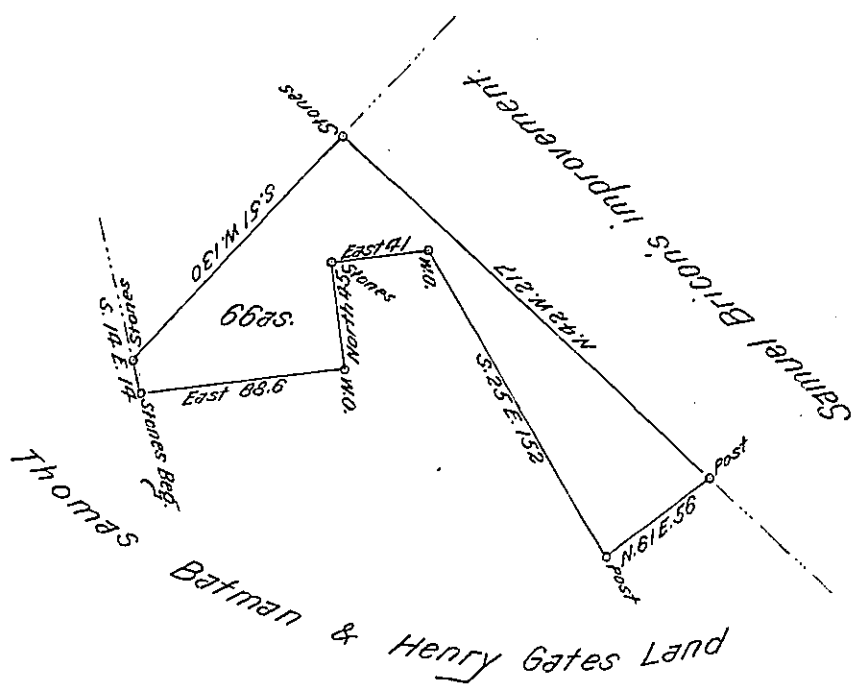 Stones
Samuel Bricon's improvement.
S.51W.130
East 41
W.O.
Stones
N.42W.217
66as.
North 45
Stones
S.14.E.14
East 88.6
W.O.
S.25E.152
Stones Beg.
Post
N.61E.56
Post
Thomas Batman & Henry Gates Land